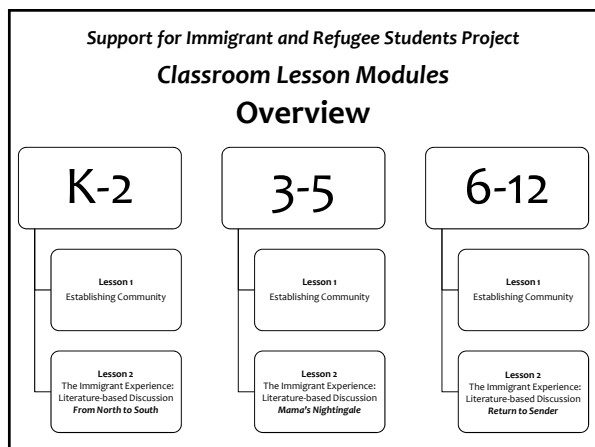 Support for Immigrant and Refugee Students Project
Classroom Lesson Modules
Overview
K-2
Lesson 1
Establishing Community
Lesson 2
The Immigrant Experience:
Literature-based Discussion
From North to South
3-5
Lesson 1
Establishing Community
Lesson 2
The Immigrant Experience:
Literature-based Discussion
Mama's Nightingale
6-12
Lesson 1
Establishing Community
Lesson 2
The Immigrant Experience:
Literature-based Discussion
Return to Sender